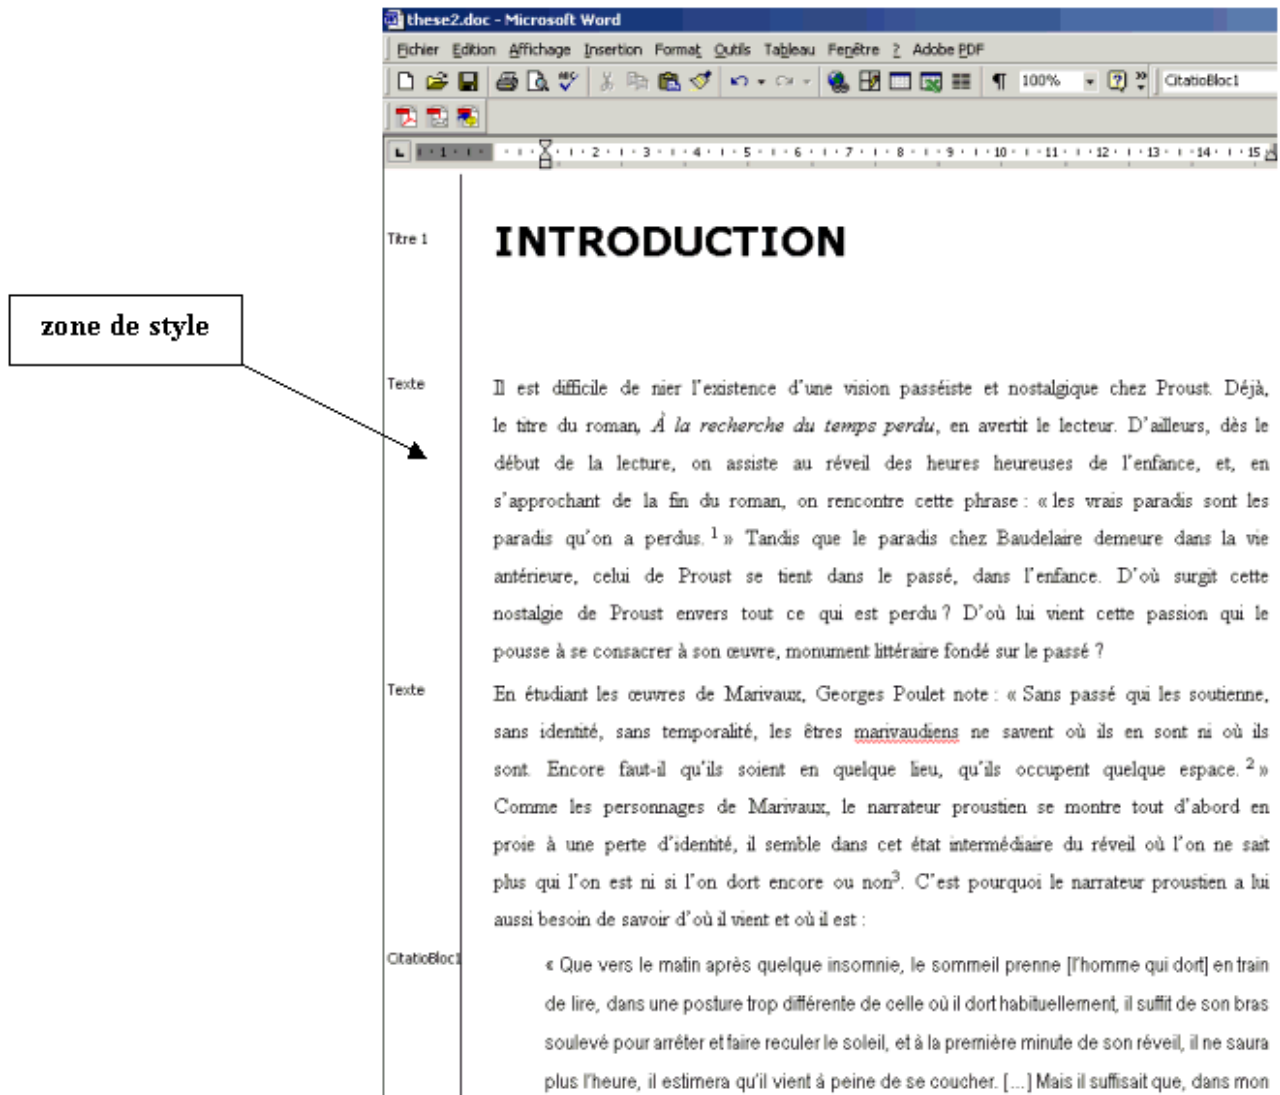 these2.doc - Microsoft Word
Fichier Edition Affichage Insertion Format Outils Tableau Fenêtre ? Adobe PDF
100% CitatioBloc1
1 2 3 4 5 6 7 8 9 10 11 12 13 14 15
Titre 1 INTRODUCTION
zone de style
Texte Il est difficile de nier l'existence d'une vision passéiste et nostalgique chez Proust. Déjà,
le titre du roman, À la recherche du temps perdu, en avertit le lecteur. D'ailleurs, dès le
début de la lecture, on assiste au réveil des heures heureuses de l'enfance, et, en
s'approchant de la fin du roman, on rencontre cette phrase : « les vrais paradis sont les
paradis qu'on a perdus. 1 » Tandis que le paradis chez Baudelaire demeure dans la vie
antérieure, celui de Proust se tient dans le passé, dans l'enfance. D'où surgit cette
nostalgie de Proust envers tout ce qui est perdu ? D'où lui vient cette passion qui le
pousse à se consacrer à son œuvre, monument littéraire fondé sur le passé ?
Texte En étudiant les œuvres de Marivaux, Georges Poulet note : « Sans passé qui les soutienne,
sans identité, sans temporalité, les êtres marivaudiens ne savent où ils en sont ni où ils
sont. Encore faut-il qu'ils soient en quelque lieu, qu'ils occupent quelque espace. 2 »
Comme les personnages de Marivaux, le narrateur proustien se montre tout d'abord en
proie à une perte d'identité, il semble dans cet état intermédiaire du réveil où l'on ne sait
plus qui l'on est ni si l'on dort encore ou non3. C'est pourquoi le narrateur proustien a lui
aussi besoin de savoir d'où il vient et où il est :
CitatioBloc1 « Que vers le matin après quelque insomnie, le sommeil prenne [l'homme qui dort] en train
de lire, dans une posture trop différente de celle où il dort habituellement, il suffit de son bras
soulevé pour arrêter et faire reculer le soleil, et à la première minute de son réveil, il ne saura
plus l'heure, il estimera qu'il vient à peine de se coucher. [...] Mais il suffisait que, dans mon